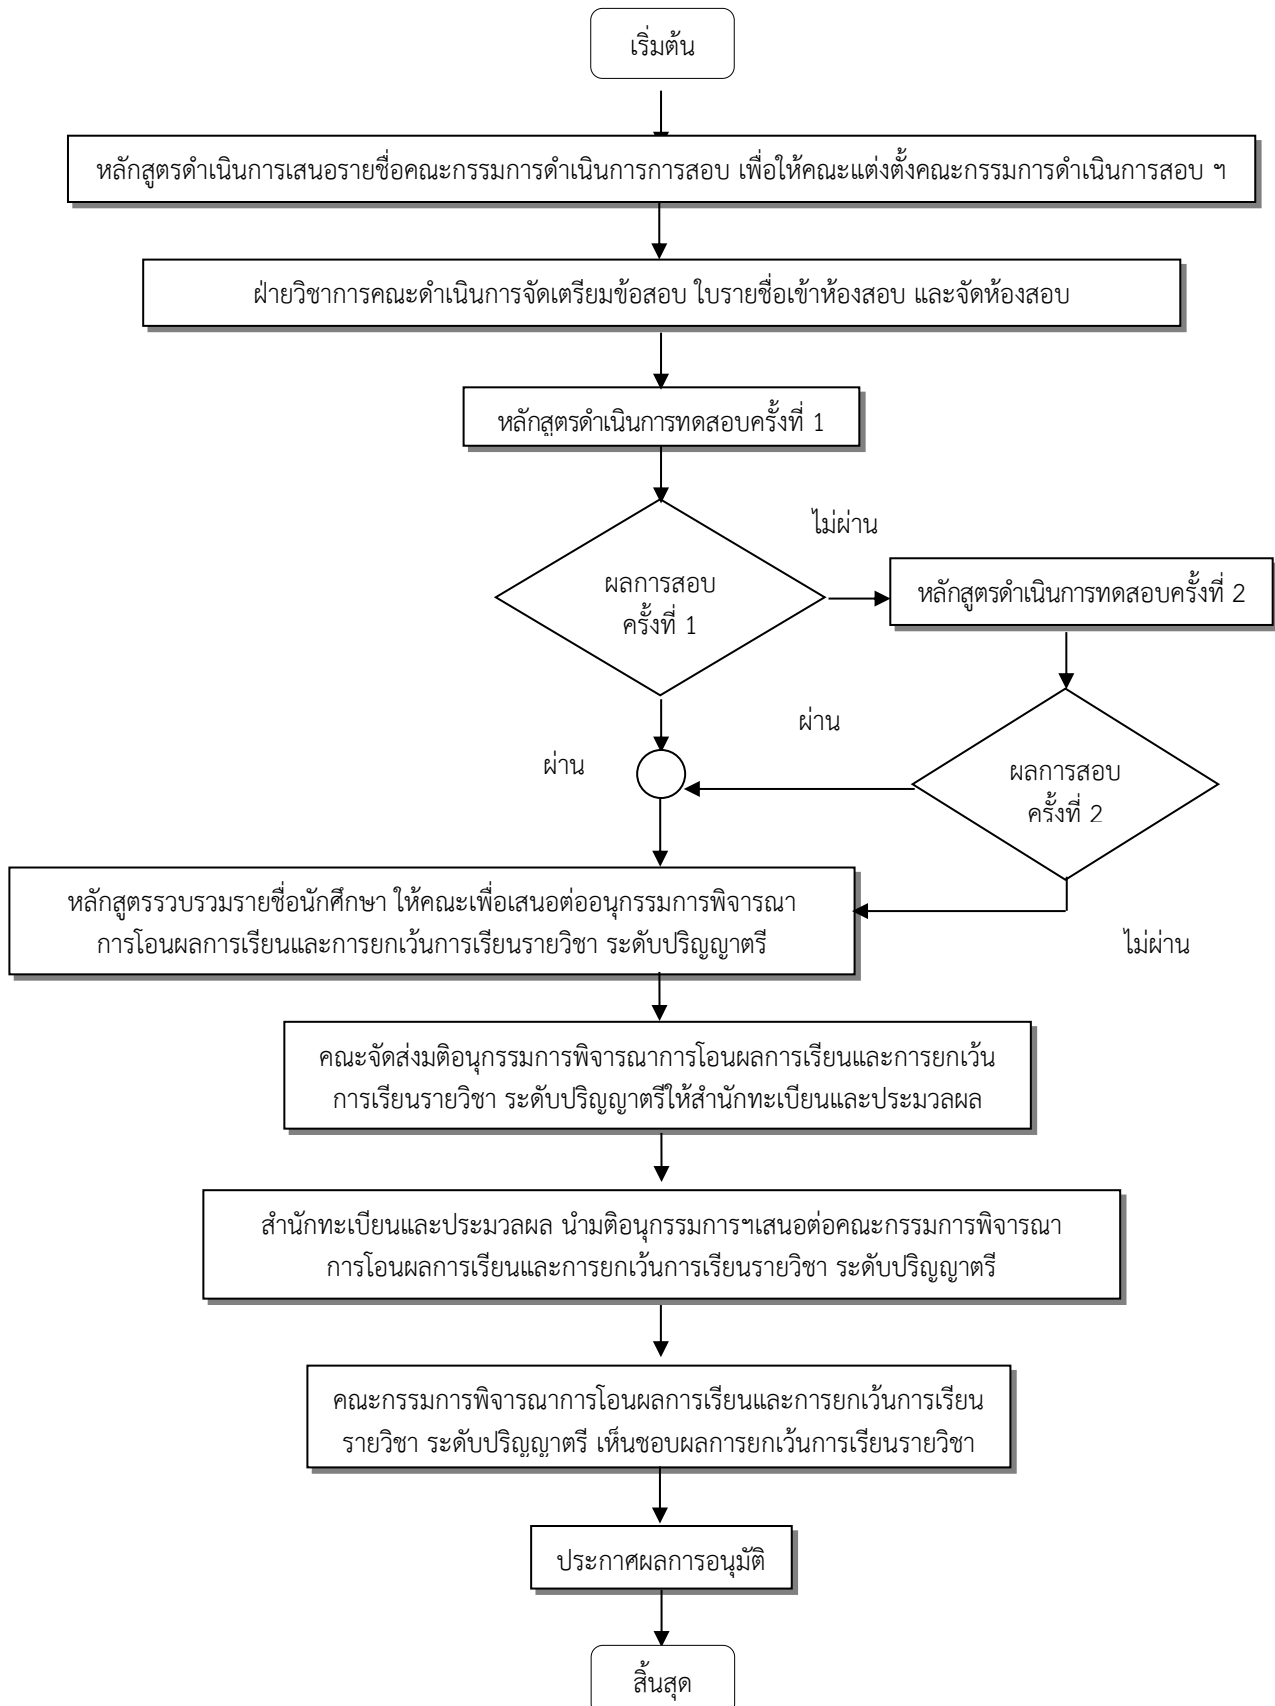 เริ่มต้น
หลักสูตรดำเนินการเสนอรายชื่อคณะกรรมการดำเนินการการสอบ เพื่อให้คณะแต่งตั้งคณะกรรมการดำเนินการสอบ ฯ
ฝ่ายวิชาการคณะดำเนินการจัดเตรียมข้อสอบ ใบรายชื่อเข้าห้องสอบ และจัดห้องสอบ
หลักสูตรดำเนินการทดสอบครั้งที่ 1
ไม่ผ่าน
ผลการสอบ
ครั้งที่ 1
หลักสูตรดำเนินการทดสอบครั้งที่ 2
ผ่าน
ผ่าน
ผลการสอบ
ครั้งที่ 2
หลักสูตรรวบรวมรายชื่อนักศึกษา ให้คณะเพื่อเสนอต่ออนุกรรมการพิจารณา
การโอนผลการเรียนและการยกเว้นการเรียนรายวิชา ระดับปริญญาตรี
ไม่ผ่าน
คณะจัดส่งมติอนุกรรมการพิจารณาการโอนผลการเรียนและการยกเว้น
การเรียนรายวิชา ระดับปริญญาตรีให้สำนักทะเบียนและประมวลผล
สำนักทะเบียนและประมวลผล นำมติอนุกรรมการฯเสนอต่อคณะกรรมการพิจารณา
การโอนผลการเรียนและการยกเว้นการเรียนรายวิชา ระดับปริญญาตรี
คณะกรรมการพิจารณาการโอนผลการเรียนและการยกเว้นการเรียน
รายวิชา ระดับปริญญาตรี เห็นชอบผลการยกเว้นการเรียนรายวิชา
ประกาศผลการอนุมัติ
สิ้นสุด